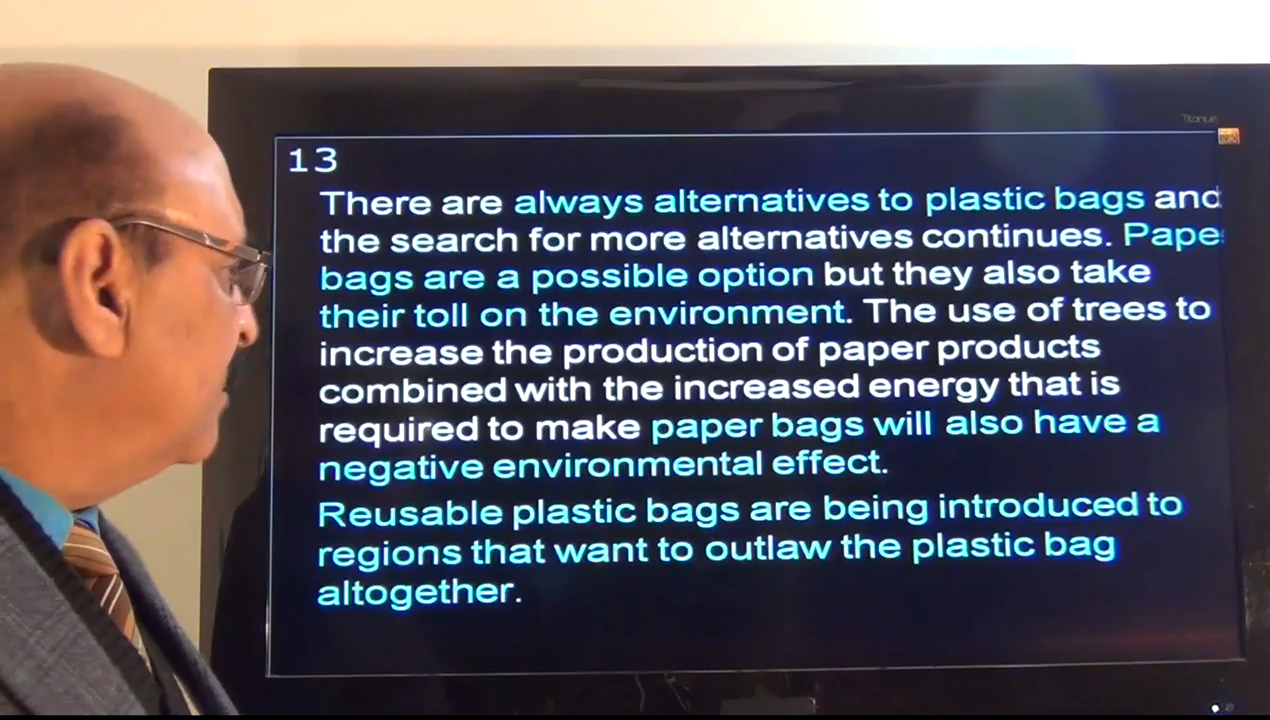 Titanium
13
There are always alternatives to plastic bags and
the search for more alternatives continues. Paper
bags are a possible option but they also take
their toll on the environment. The use of trees to
increase the production of paper products
combined with the increased energy that is
required to make paper bags will also have a
negative environmental effect.
Reusable plastic bags are being introduced to
regions that want to outlaw the plastic bag
altogether.